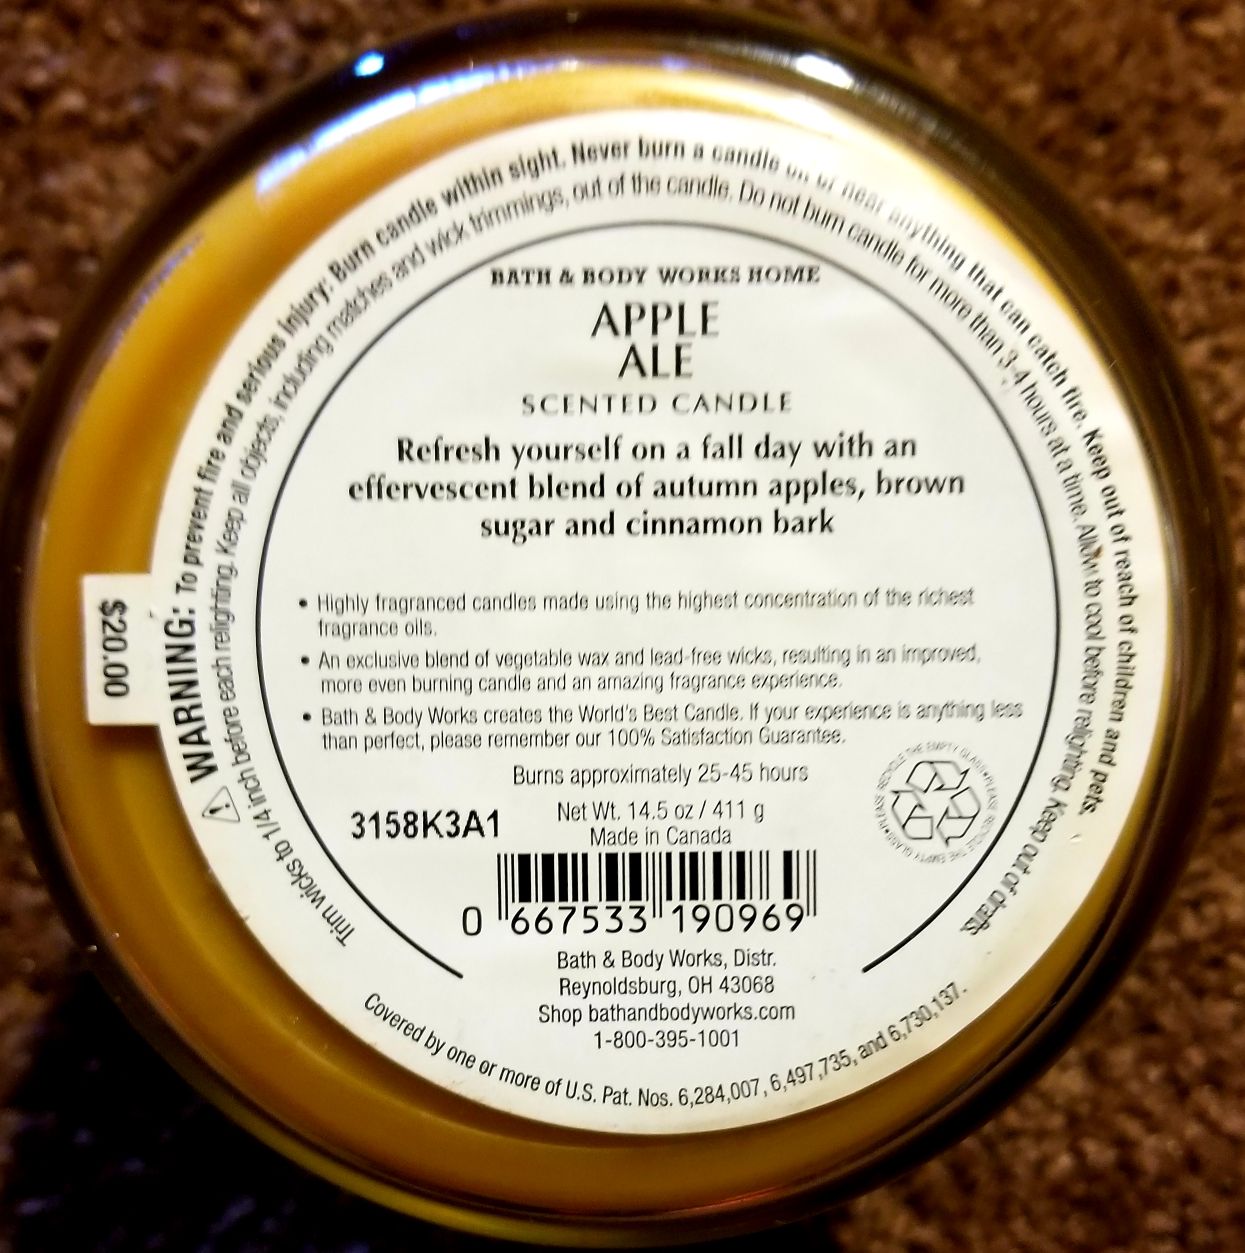 BATH & BODY WORKS HOME
APPLE
ALE
SCENTED CANDLE
Refresh yourself on a fall day with an
effervescent blend of autumn apples, brown
sugar and cinnamon bark
• Highly fragranced candles made using the highest concentration of the richest
fragrance oils.
• An exclusive blend of vegetable wax and lead-free wicks, resulting in an improved,
more even burning candle and an amazing fragrance experience.
• Bath & Body Works creates the World's Best Candle. If your experience is anything less
than perfect, please remember our 100% Satisfaction Guarantee.
Burns approximately 25-45 hours
3158K3A1
Net Wt. 14.5 oz / 411 g
Made in Canada
PLEASE RECYCLE THE EMPTY GLASS • PLEASE RECYCLE THE EMPTY GLASS •
0 667533 190969
Bath & Body Works, Distr.
Reynoldsburg, OH 43068
Shop bathandbodyworks.com
1-800-395-1001
WARNING: To prevent fire and serious injury: Burn candle within sight. Never burn a candle on or near anything that can catch fire. Keep out of reach of children and pets.
Trim wicks to 1/4 inch before each relighting. Keep all objects, including matches and wick trimmings, out of the candle. Do not burn candle for more than 3-4 hours at a time. Allow to cool before relighting. Keep out of drafts.
Covered by one or more of U.S. Pat. Nos. 6,284,007, 6,497,735, and 6,730,137.
$20.00